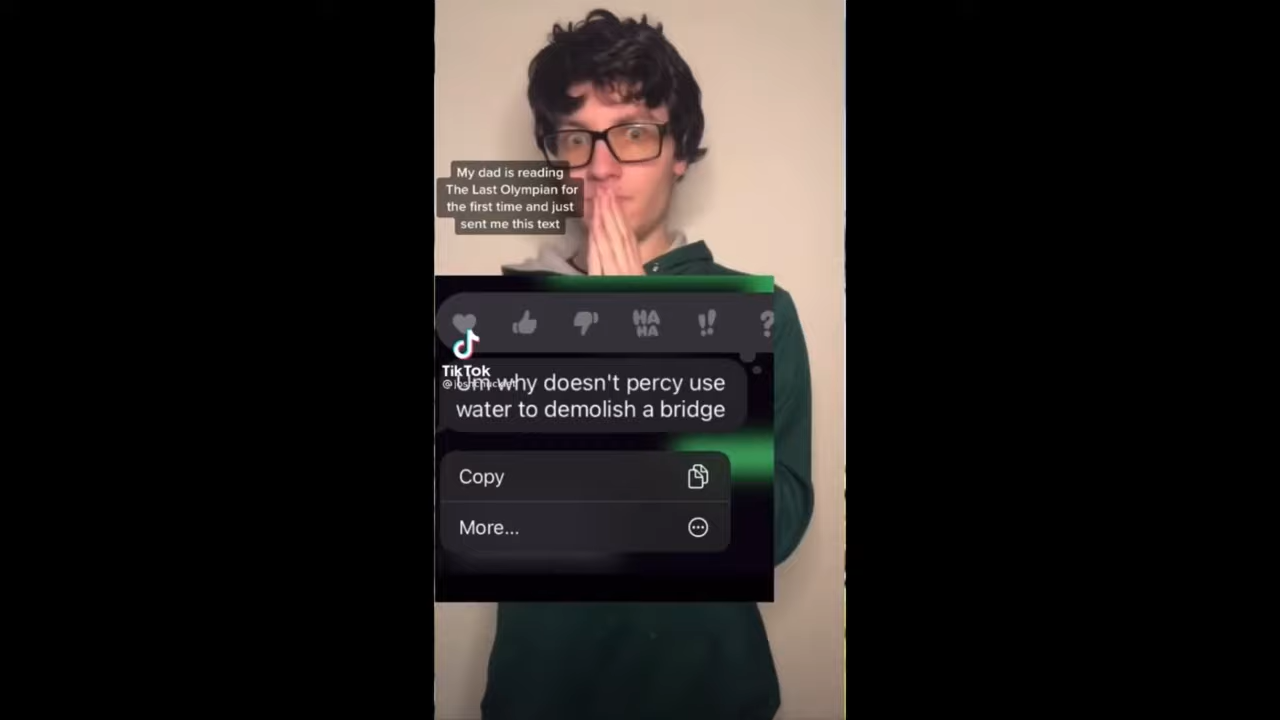 My dad is reading
The Last Olympian for
the first time and just
sent me this text
HA
HA
!!
?
TikTok
Um why doesn't percy use
water to demolish a bridge
Copy
More...